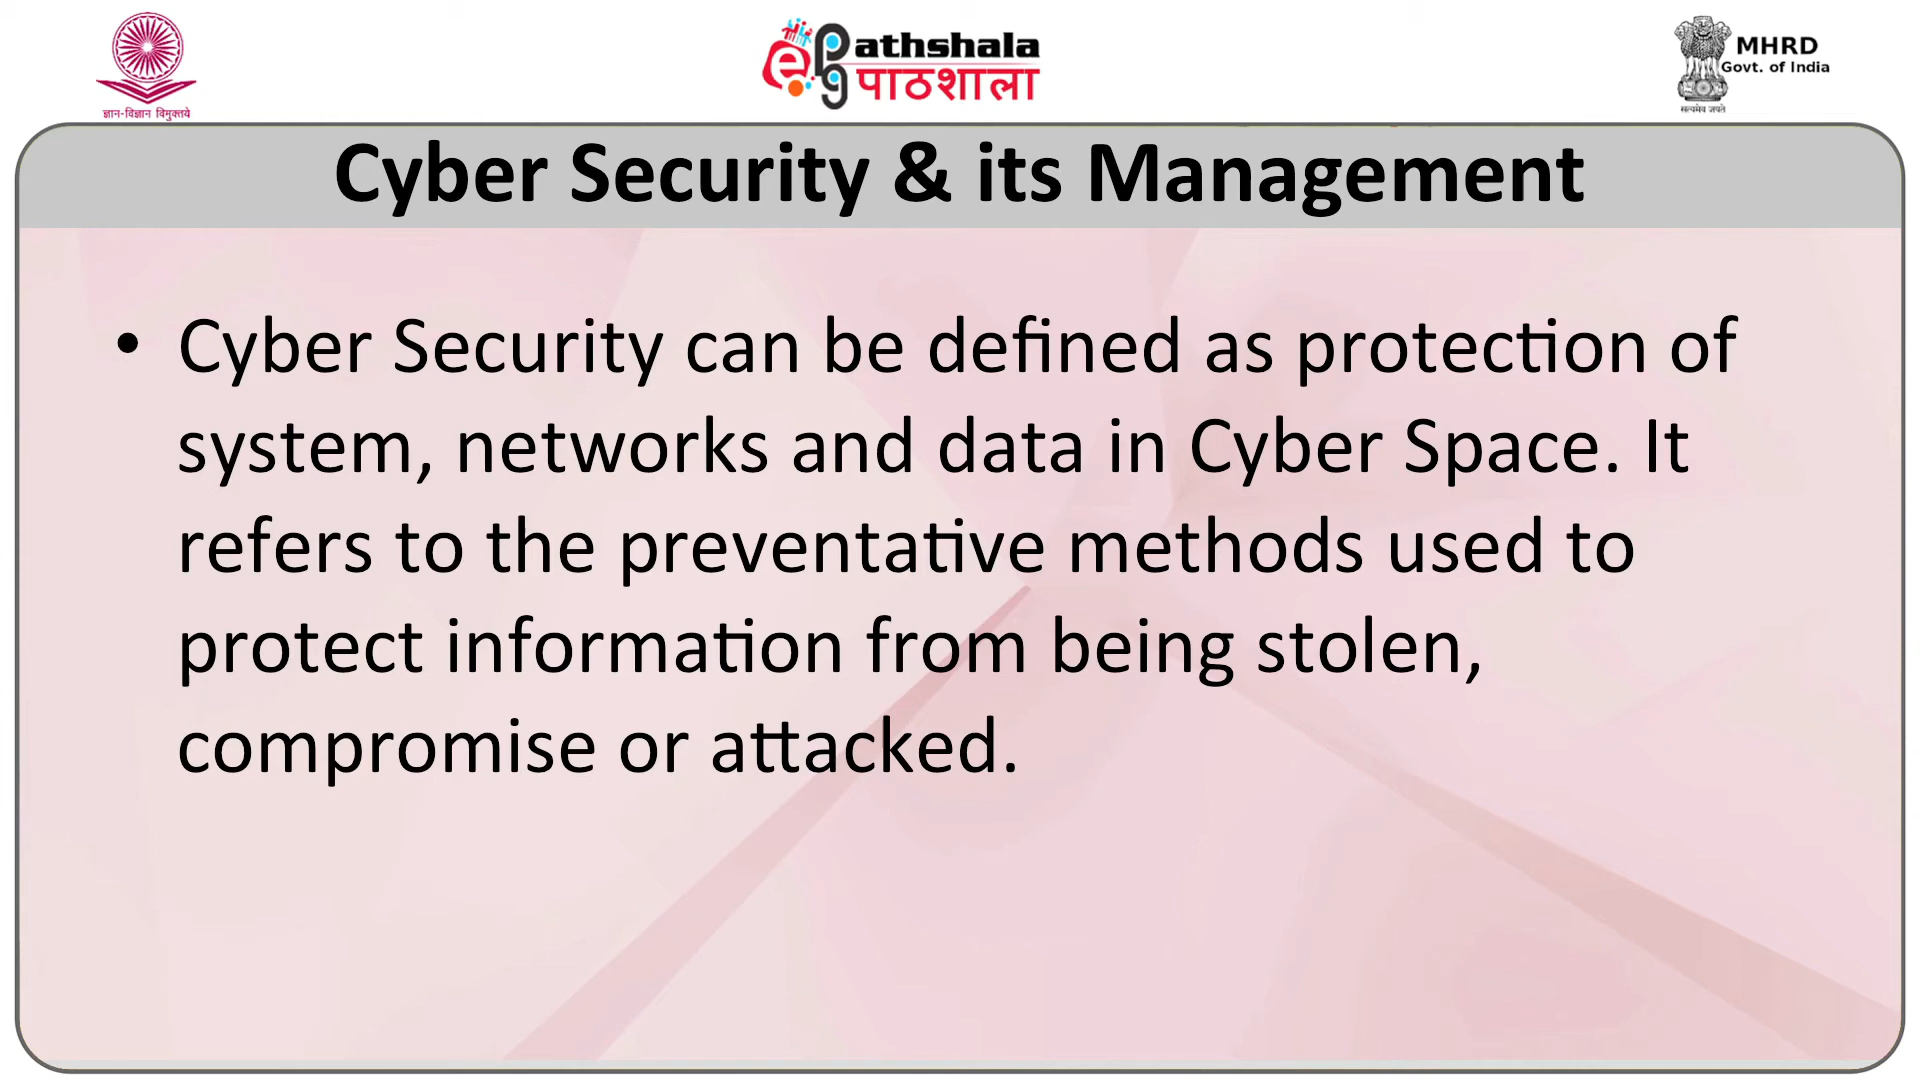 ज्ञान-विज्ञान विमुक्तये
ePathshala
पाठशाला
MHRD
Govt. of India
सत्यमेव जयते
Cyber Security & its Management
• Cyber Security can be defined as protection of
system, networks and data in Cyber Space. It
refers to the preventative methods used to
protect information from being stolen,
compromise or attacked.